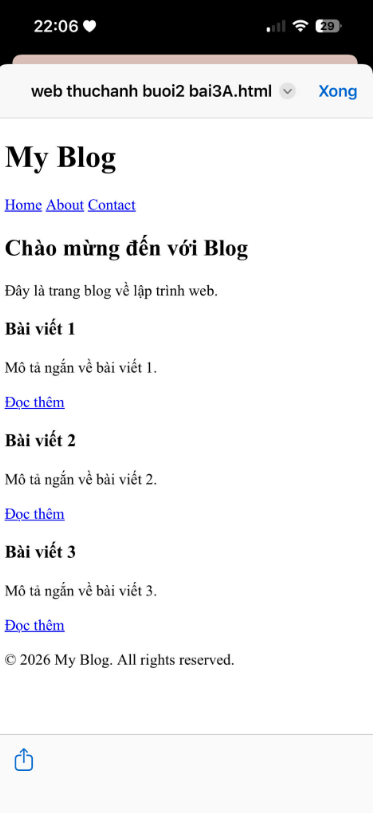 22:06
29
web thuchanh buoi2 bai3A.html
Xong
My Blog
Home About Contact
Chào mừng đến với Blog
Đây là trang blog về lập trình web.
Bài viết 1
Mô tả ngắn về bài viết 1.
Đọc thêm
Bài viết 2
Mô tả ngắn về bài viết 2.
Đọc thêm
Bài viết 3
Mô tả ngắn về bài viết 3.
Đọc thêm
© 2026 My Blog. All rights reserved.